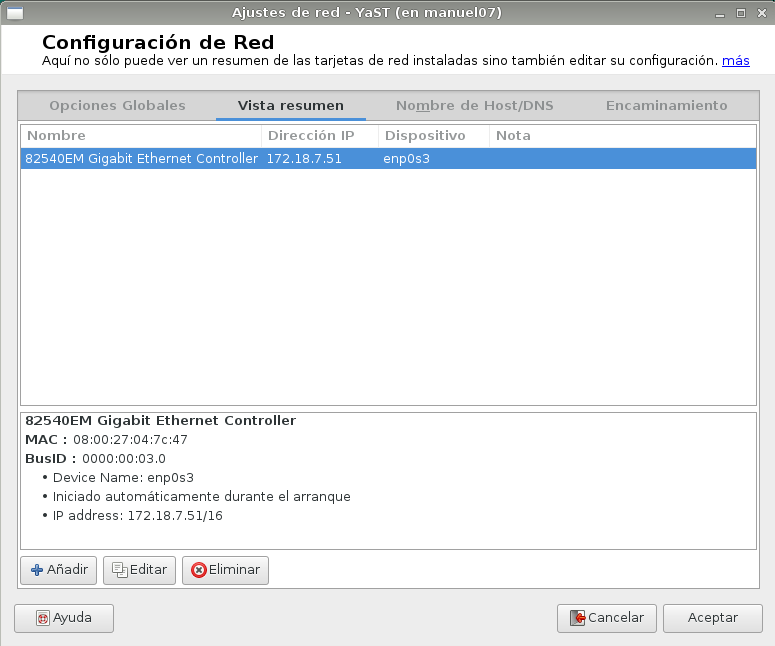 Ajustes de red - YaST (en manuel07)
Configuración de Red
Aquí no sólo puede ver un resumen de las tarjetas de red instaladas sino también editar su configuración. más
Opciones Globales Vista resumen Nombre de Host/DNS Encaminamiento
Nombre Dirección IP Dispositivo Nota
82540EM Gigabit Ethernet Controller 172.18.7.51 enp0s3
82540EM Gigabit Ethernet Controller
MAC : 08:00:27:04:7c:47
BusID : 0000:00:03.0
• Device Name: enp0s3
• Iniciado automáticamente durante el arranque
• IP address: 172.18.7.51/16
Añadir Editar Eliminar
Ayuda Cancelar Aceptar